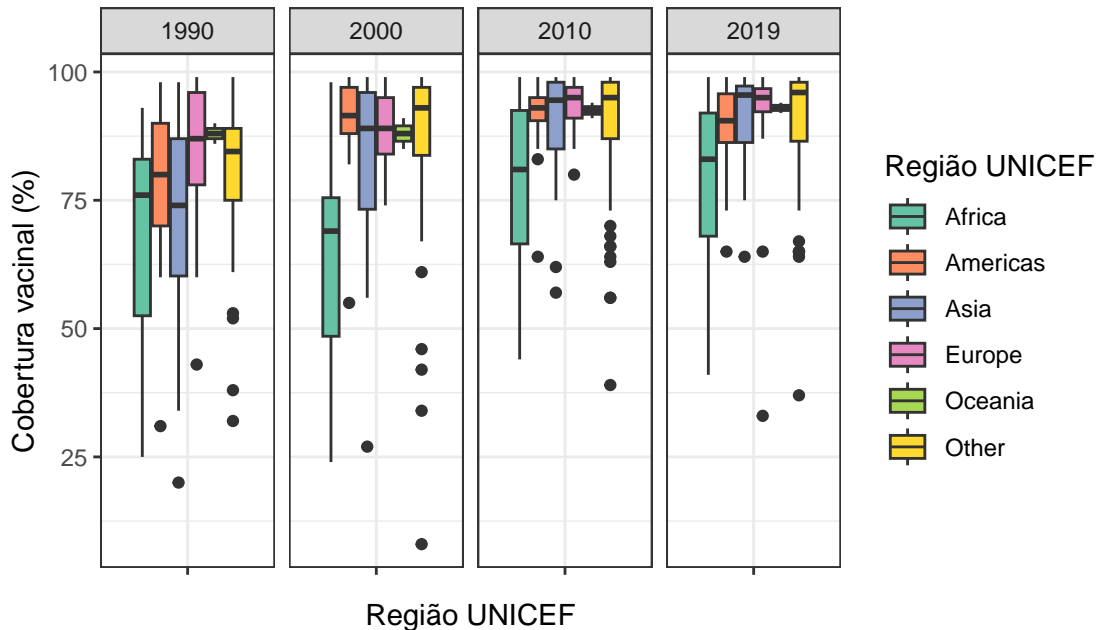 1990
2000
2010
2019
100
75
50
25
Cobertura vacinal (%)
Região UNICEF
Região UNICEF
Africa
Americas
Asia
Europe
Oceania
Other